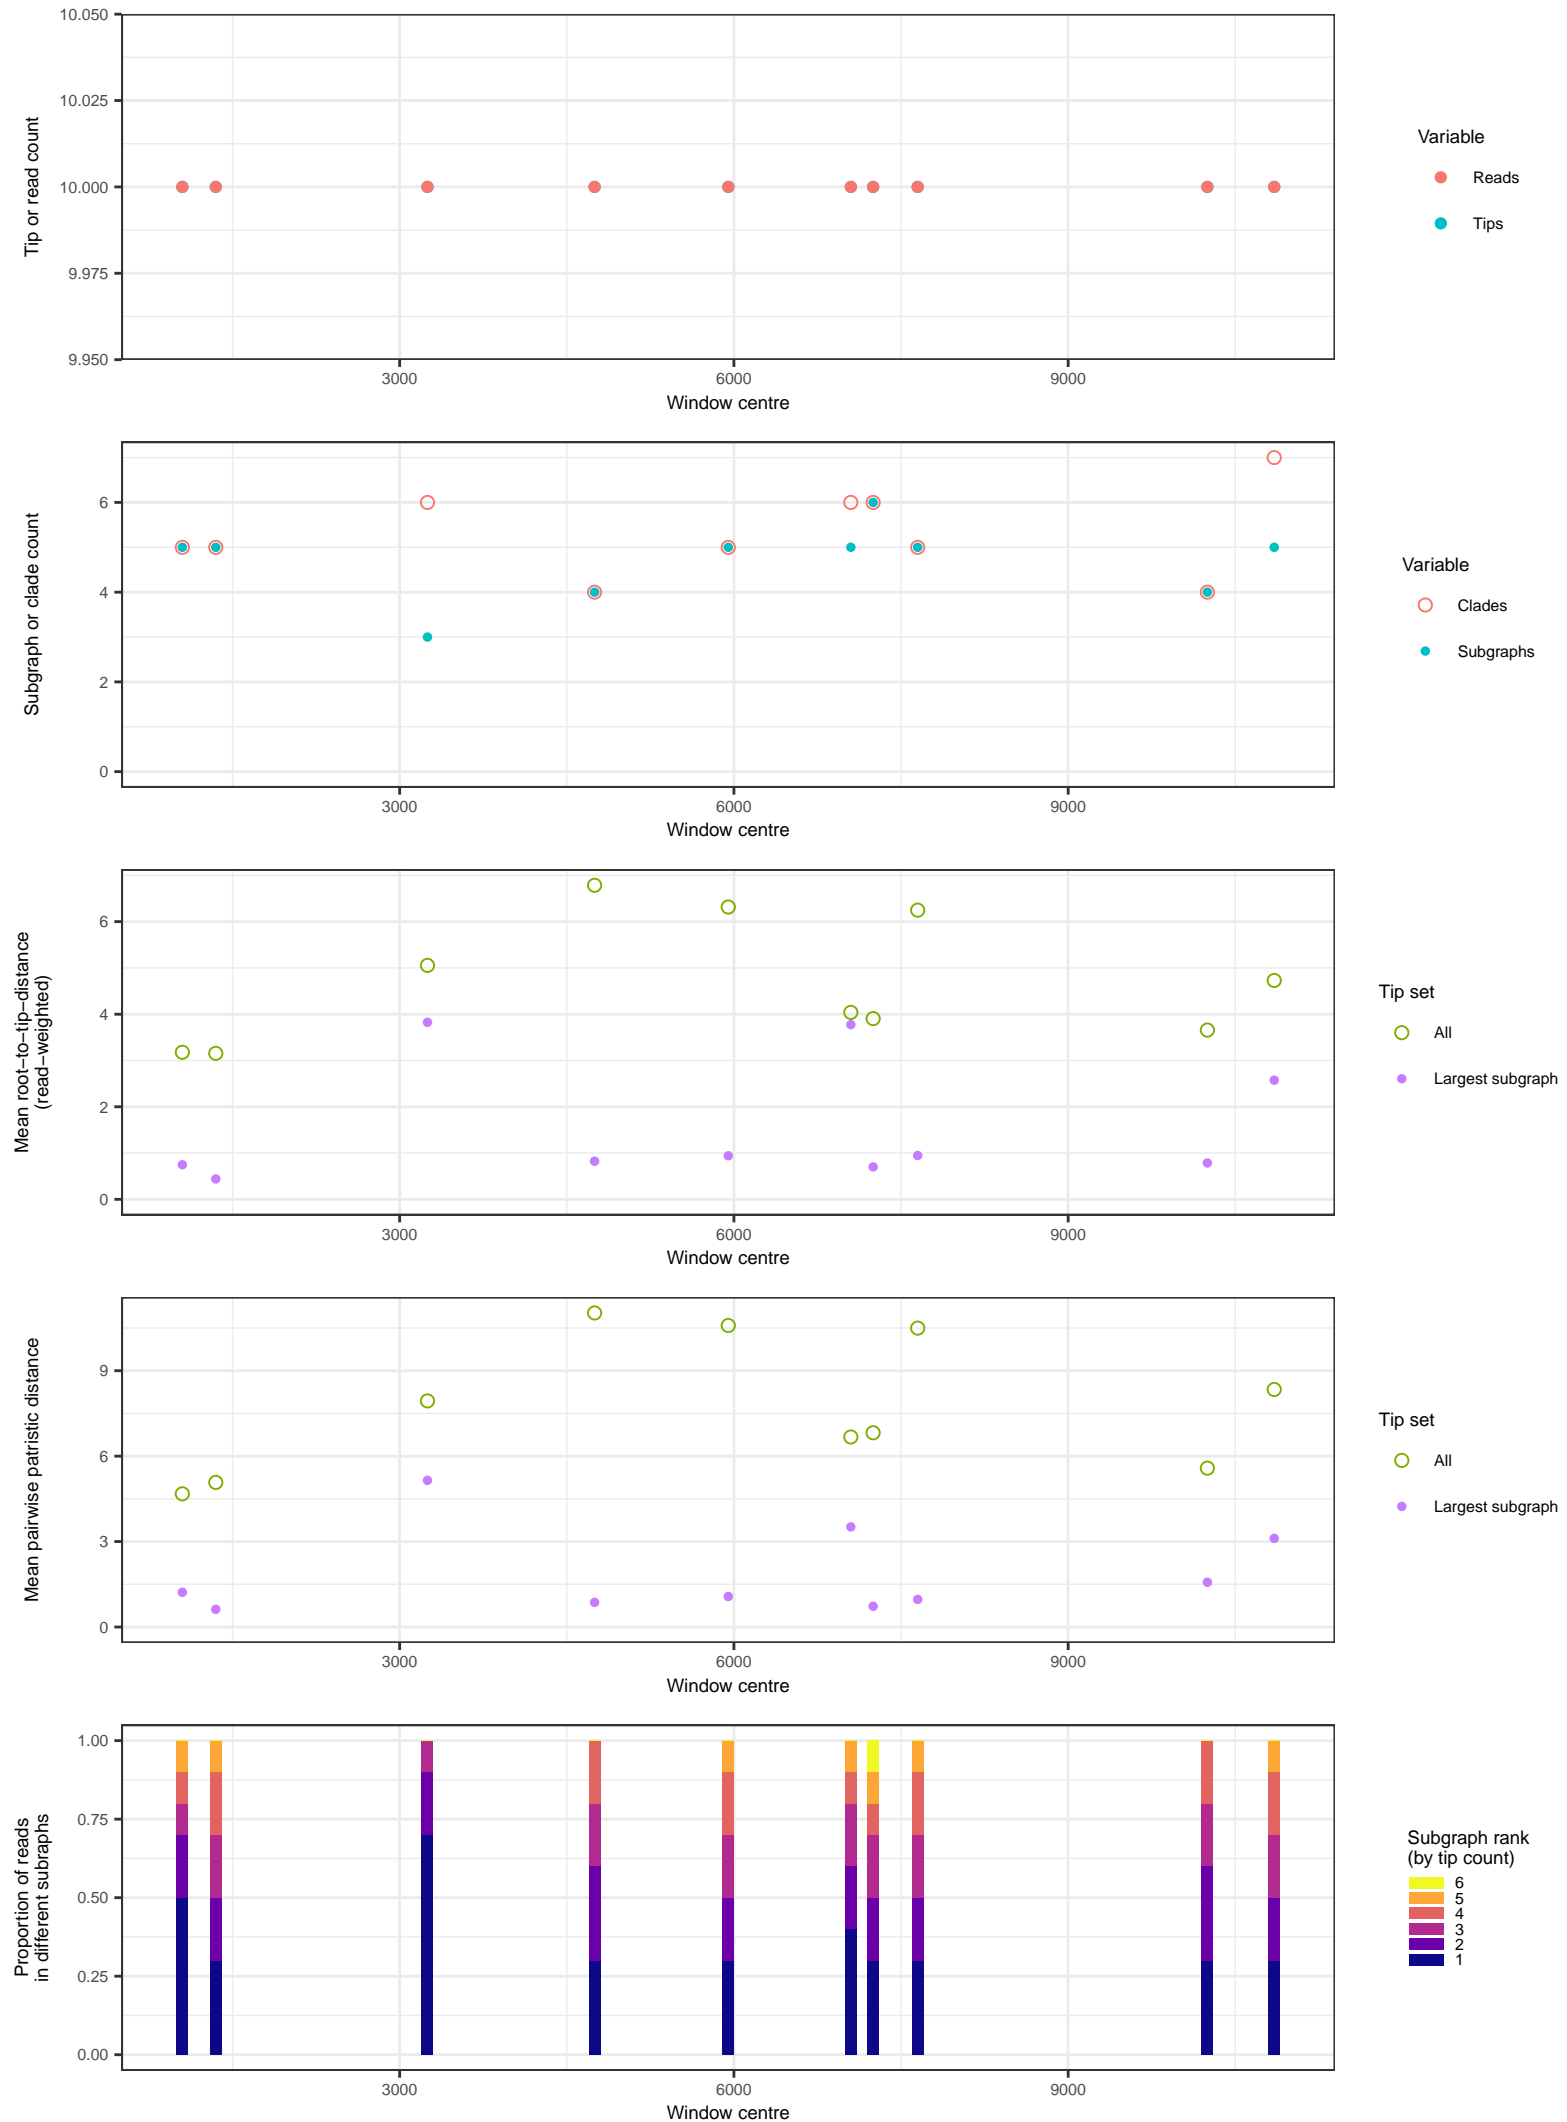 10.050
10.025
10.000
9.975
9.950
Tip or read count
3000
6000
9000
Window centre
Variable
Reads
Tips
6
4
2
0
Subgraph or clade count
3000
6000
9000
Window centre
Variable
Clades
Subgraphs
6
4
2
0
Mean root−to−tip−distance
(read−weighted)
3000
6000
9000
Window centre
Tip set
All
Largest subgraph
9
6
3
0
Mean pairwise patristic distance
3000
6000
9000
Window centre
Tip set
All
Largest subgraph
1.00
0.75
0.50
0.25
0.00
Proportion of reads
in different subraphs
3000
6000
9000
Window centre
Subgraph rank
(by tip count)
6
5
4
3
2
1